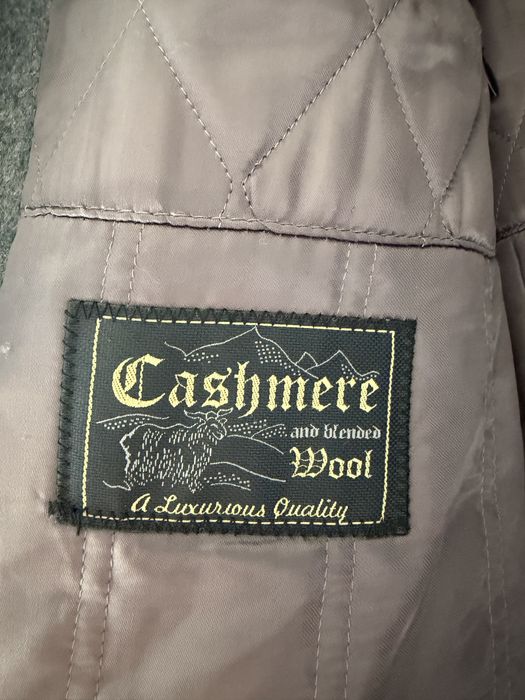 Cashmere
and blended
Wool
A Luxurious Quality